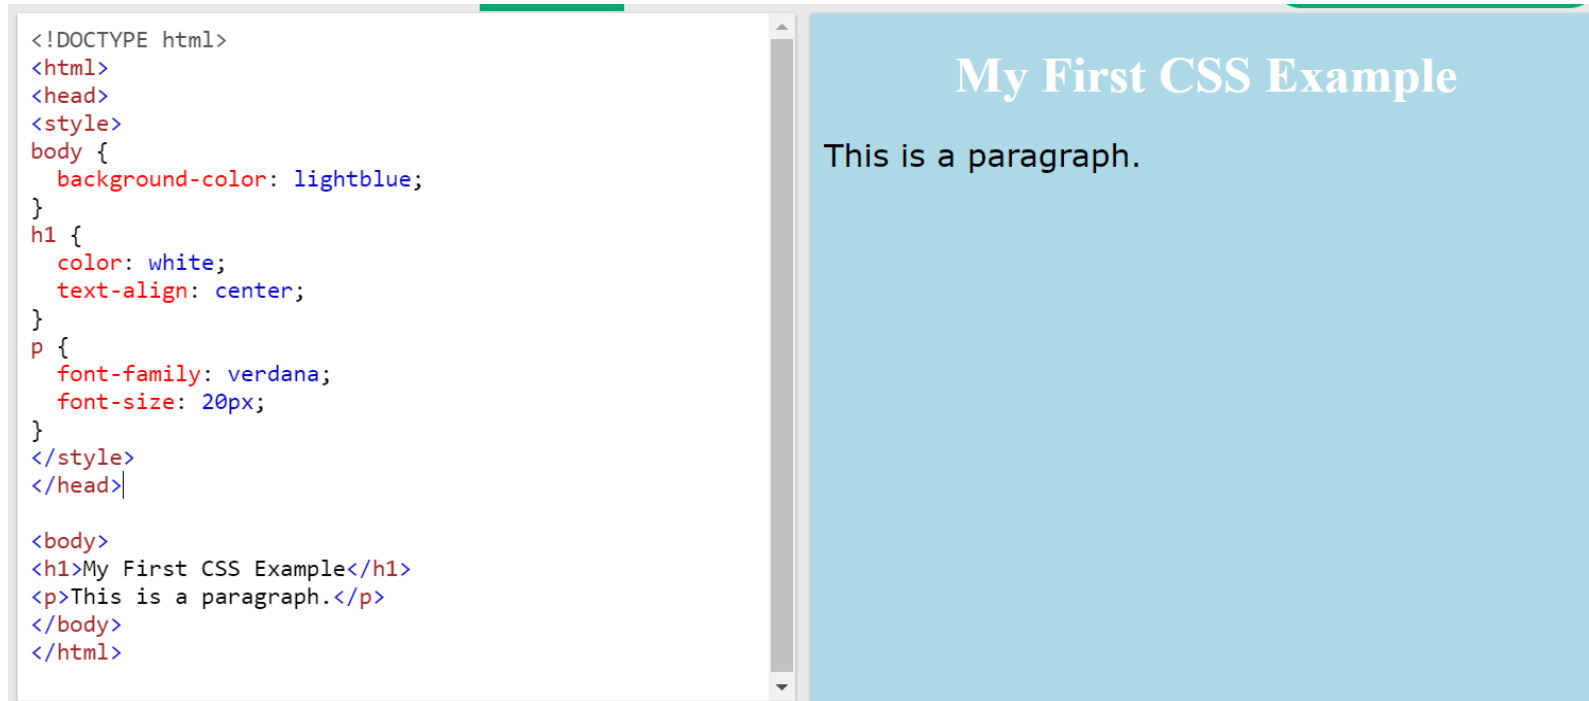 <!DOCTYPE html>
<html>
<head>
<style>
body {
  background-color: lightblue;
}
h1 {
  color: white;
  text-align: center;
}
p {
  font-family: verdana;
  font-size: 20px;
}
</style>
</head>

<body>
<h1>My First CSS Example</h1>
<p>This is a paragraph.</p>
</body>
</html>
My First CSS Example
This is a paragraph.